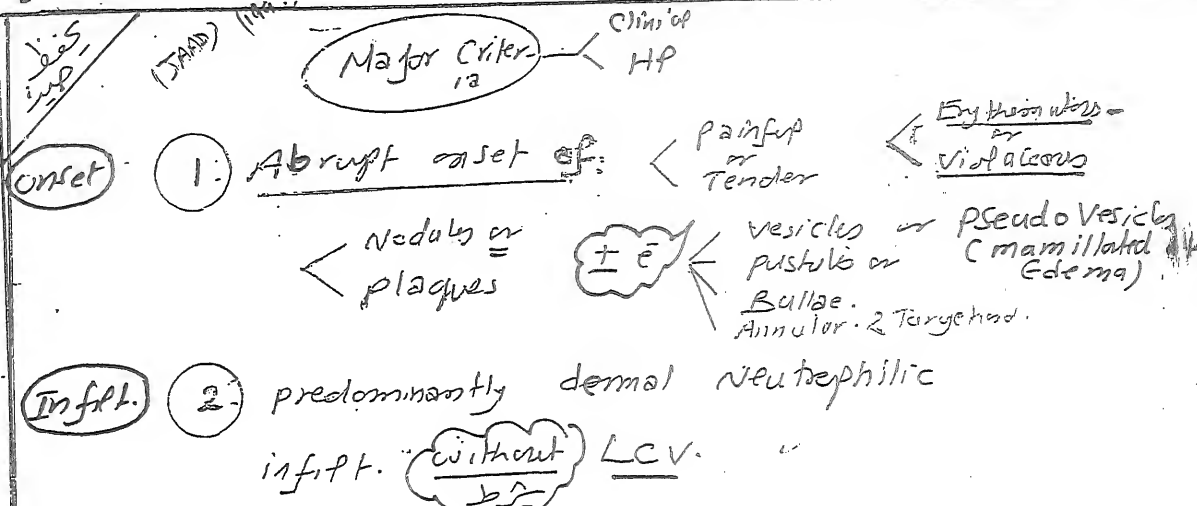 (JAAD) (199
Major Criter-ia < Clinical
HP
Onset 1. Abrupt onset of: < painful or Tender < Erythematous - or Violaceous
< Nodules or plaques ± c̄ < vesicles or pseudo Vesicles (mamillated Edema)
pustules or
Bullae.
Annular. 2 Targetoid.
Infilt. 2. predominantly dermal Neutrophilic
infilt. without LCV.